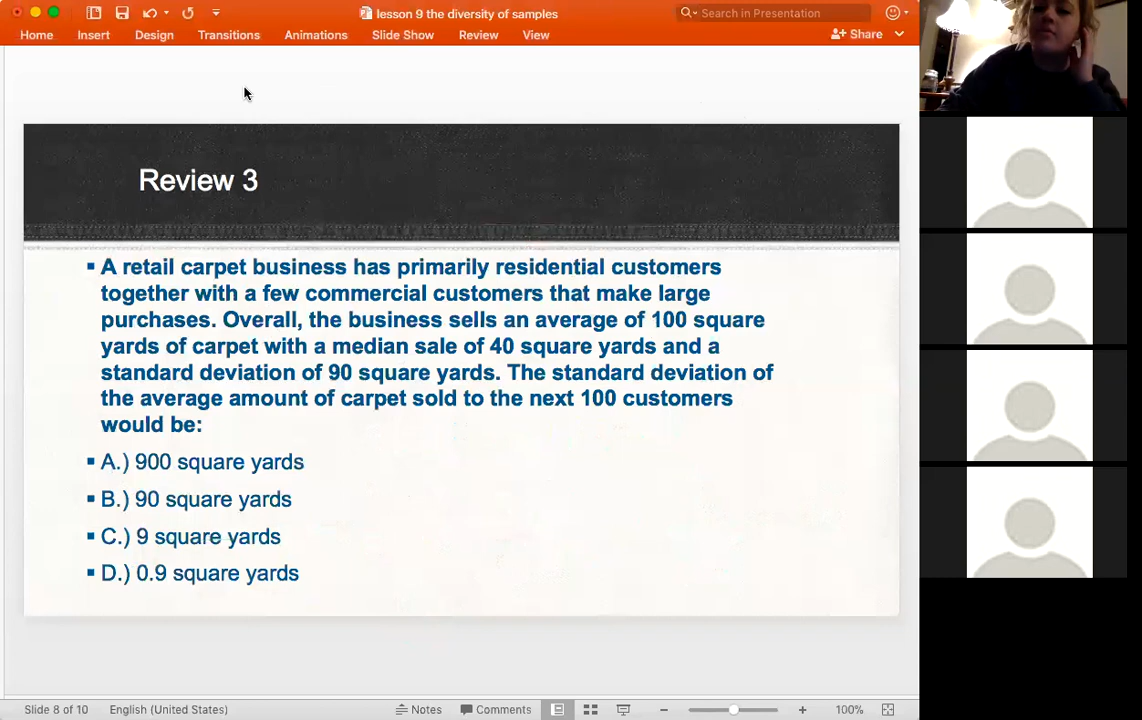 lesson 9 the diversity of samples
Search in Presentation
Home Insert Design Transitions Animations Slide Show Review View Share
Review 3
▪ A retail carpet business has primarily residential customers
together with a few commercial customers that make large
purchases. Overall, the business sells an average of 100 square
yards of carpet with a median sale of 40 square yards and a
standard deviation of 90 square yards. The standard deviation of
the average amount of carpet sold to the next 100 customers
would be:
▪ A.) 900 square yards
▪ B.) 90 square yards
▪ C.) 9 square yards
▪ D.) 0.9 square yards
Slide 8 of 10 English (United States) Notes Comments 100%